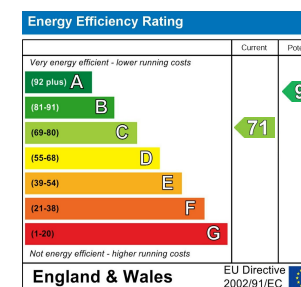 Energy Efficiency Rating
Current
Very energy efficient - lower running costs
(92 plus) A
(81-91) B
(69-80) C
71
(55-68) D
(39-54) E
(21-38) F
(1-20) G
Not energy efficient - higher running costs
England & Wales
EU Directive
2002/91/EC